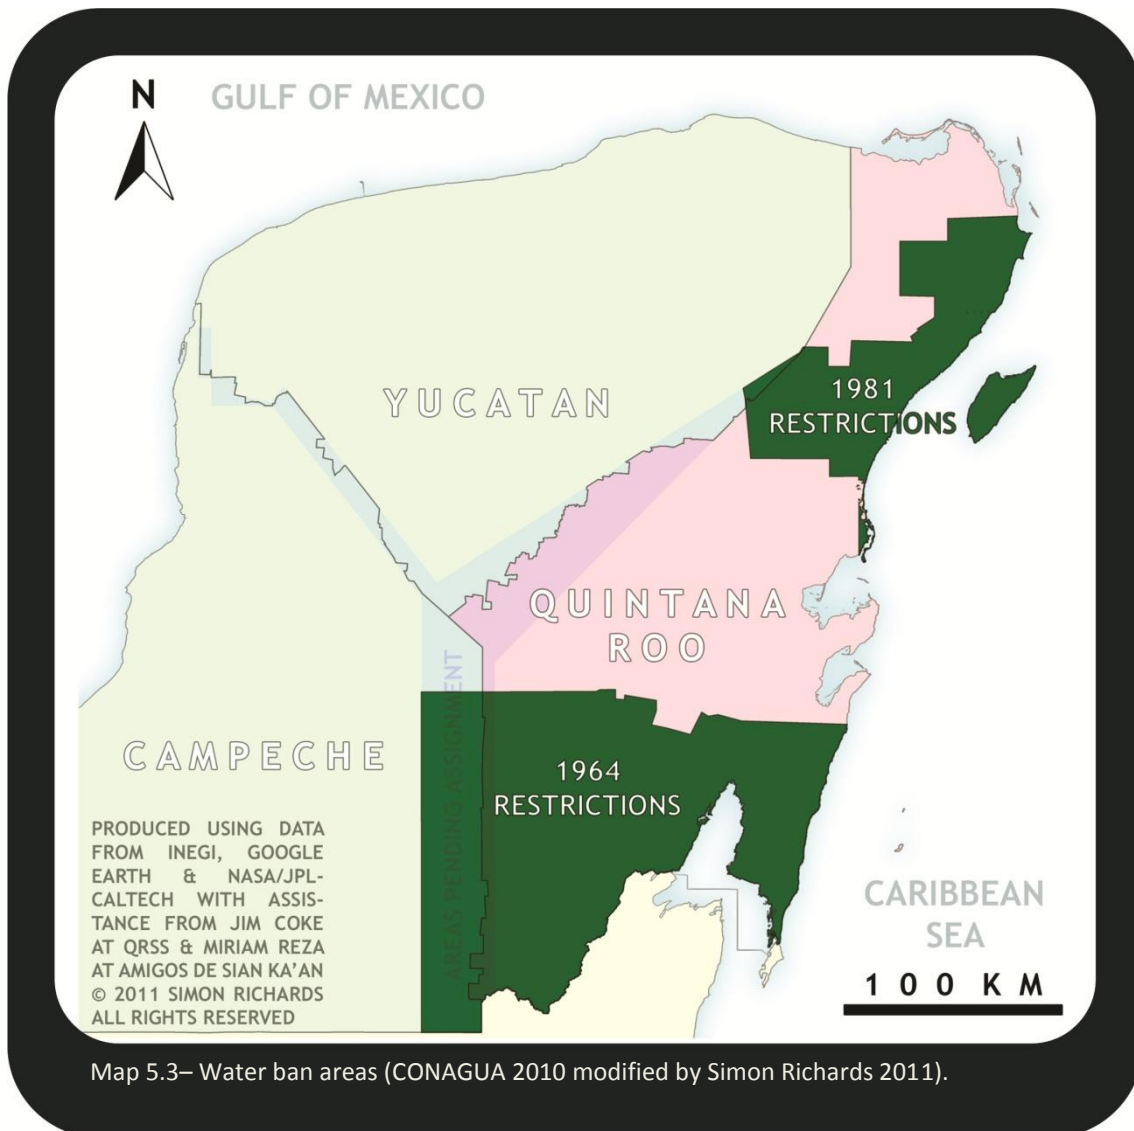 N
GULF OF MEXICO
YUCATAN
1981
RESTRICTIONS
QUINTANA
ROO
AREAS PENDING ASSIGNMENT
CAMPECHE
1964
RESTRICTIONS
PRODUCED USING DATA
FROM INEGI, GOOGLE
EARTH & NASA/JPL-
CALTECH WITH ASSIS-
TANCE FROM JIM COKE
AT QRSS & MIRIAM REZA
AT AMIGOS DE SIAN KA'AN
© 2011 SIMON RICHARDS
ALL RIGHTS RESERVED
CARIBBEAN
SEA
100 KM
Map 5.3– Water ban areas (CONAGUA 2010 modified by Simon Richards 2011).